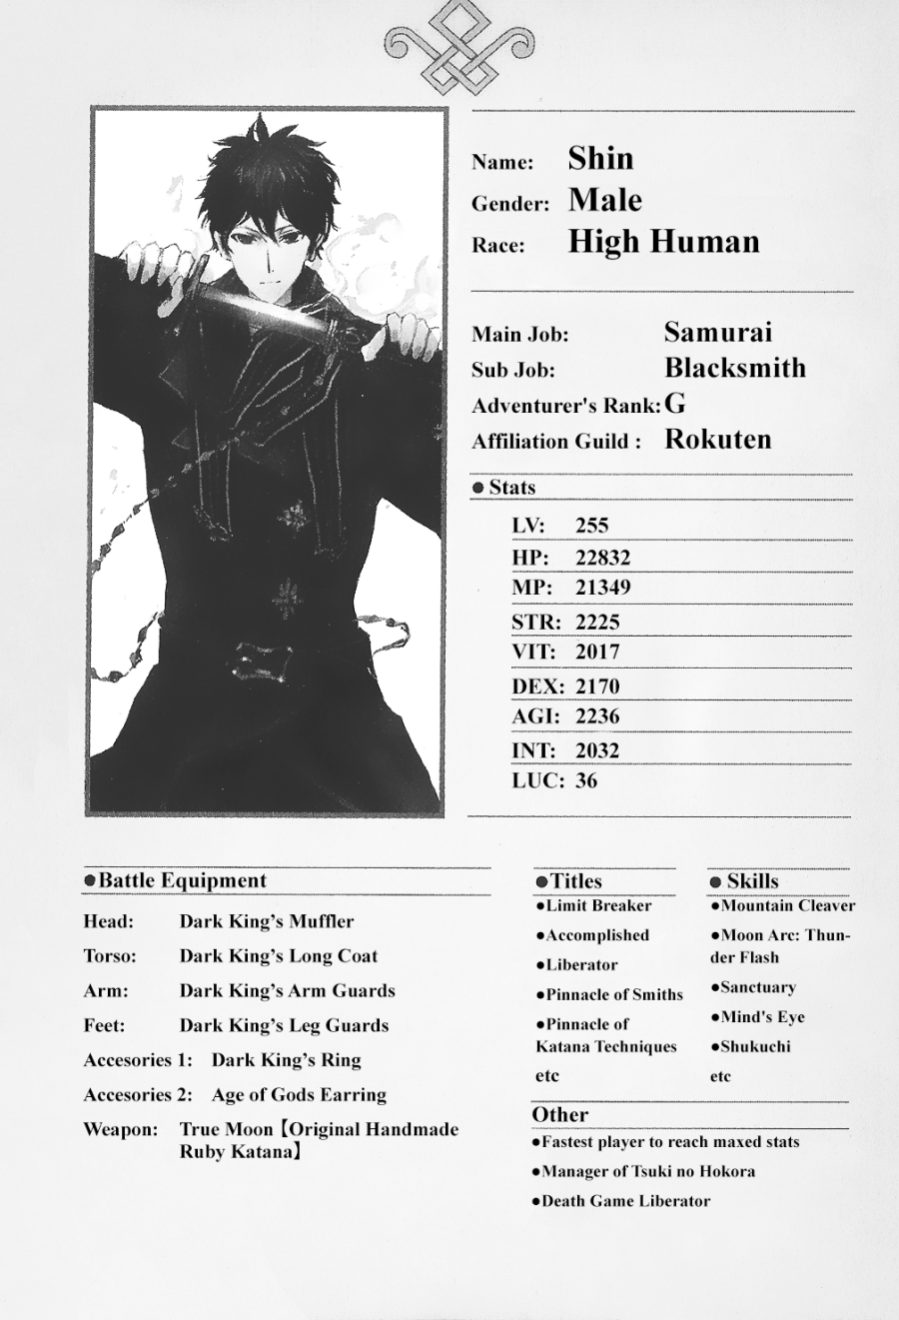 Name: Shin
Gender: Male
Race: High Human
Main Job: Samurai
Sub Job: Blacksmith
Adventurer's Rank: G
Affiliation Guild : Rokuten
● Stats
LV: 255
HP: 22832
MP: 21349
STR: 2225
VIT: 2017
DEX: 2170
AGI: 2236
INT: 2032
LUC: 36
●Battle Equipment
Head: Dark King's Muffler
Torso: Dark King's Long Coat
Arm: Dark King's Arm Guards
Feet: Dark King's Leg Guards
Accesories 1: Dark King's Ring
Accesories 2: Age of Gods Earring
Weapon: True Moon【Original Handmade
Ruby Katana】
●Titles
●Limit Breaker
●Accomplished
●Liberator
●Pinnacle of Smiths
●Pinnacle of
Katana Techniques
etc
● Skills
●Mountain Cleaver
●Moon Arc: Thun-
der Flash
●Sanctuary
●Mind's Eye
●Shukuchi
etc
Other
●Fastest player to reach maxed stats
●Manager of Tsuki no Hokora
●Death Game Liberator